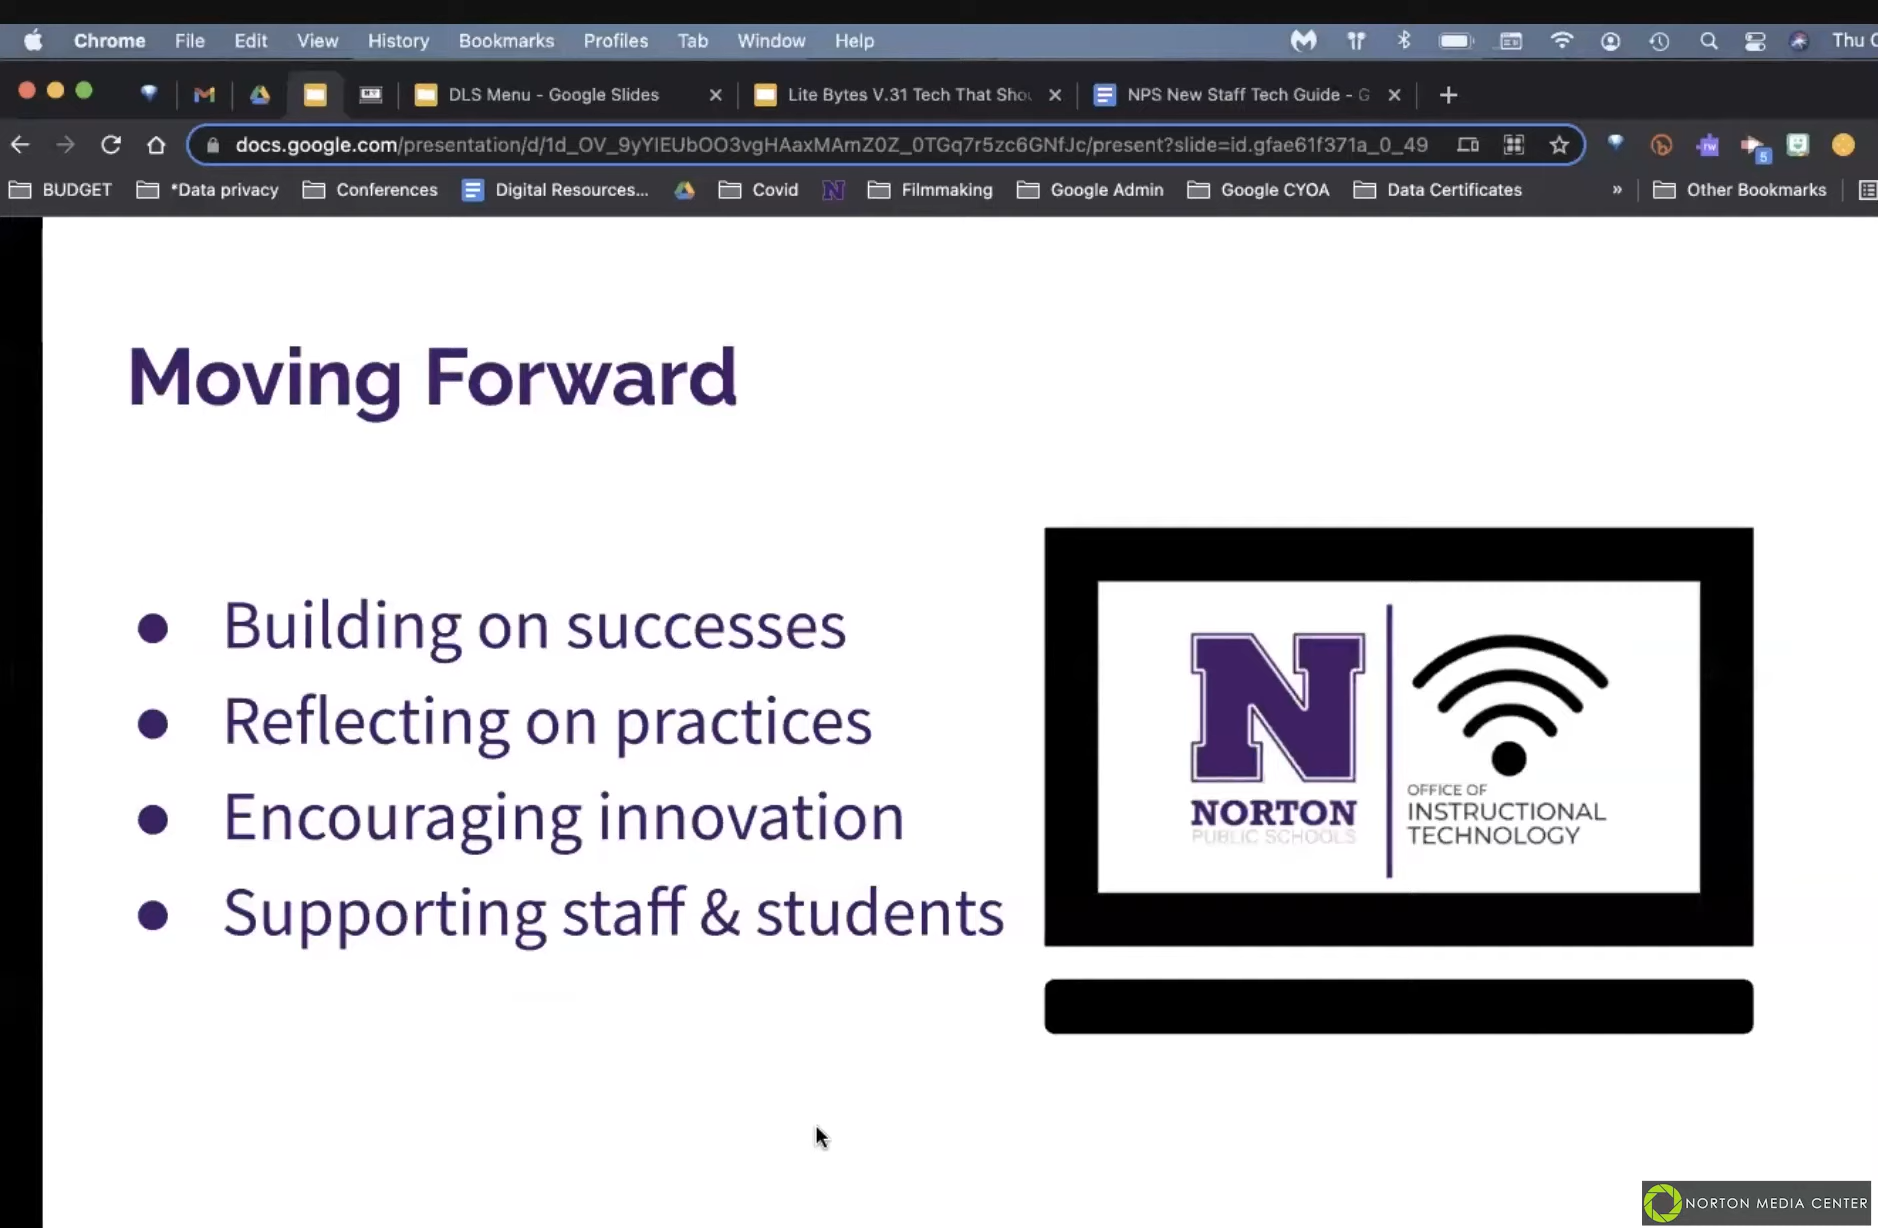 Chrome File Edit View History Bookmarks Profiles Tab Window Help Thu
DLS Menu - Google Slides Lite Bytes V.31 Tech That Shou NPS New Staff Tech Guide - G
docs.google.com/presentation/d/1d_OV_9yYIEUbOO3vgHAaxMAmZ0Z_0TGq7r5zc6GNfJc/present?slide=id.gfae61f371a_0_49
rw 5
BUDGET *Data privacy Conferences Digital Resources... Covid N Filmmaking Google Admin Google CYOA Data Certificates » Other Bookmarks
Moving Forward
● Building on successes
● Reflecting on practices
● Encouraging innovation
● Supporting staff & students
N
NORTON
PUBLIC SCHOOLS
OFFICE OF
INSTRUCTIONAL
TECHNOLOGY
NORTON MEDIA CENTER